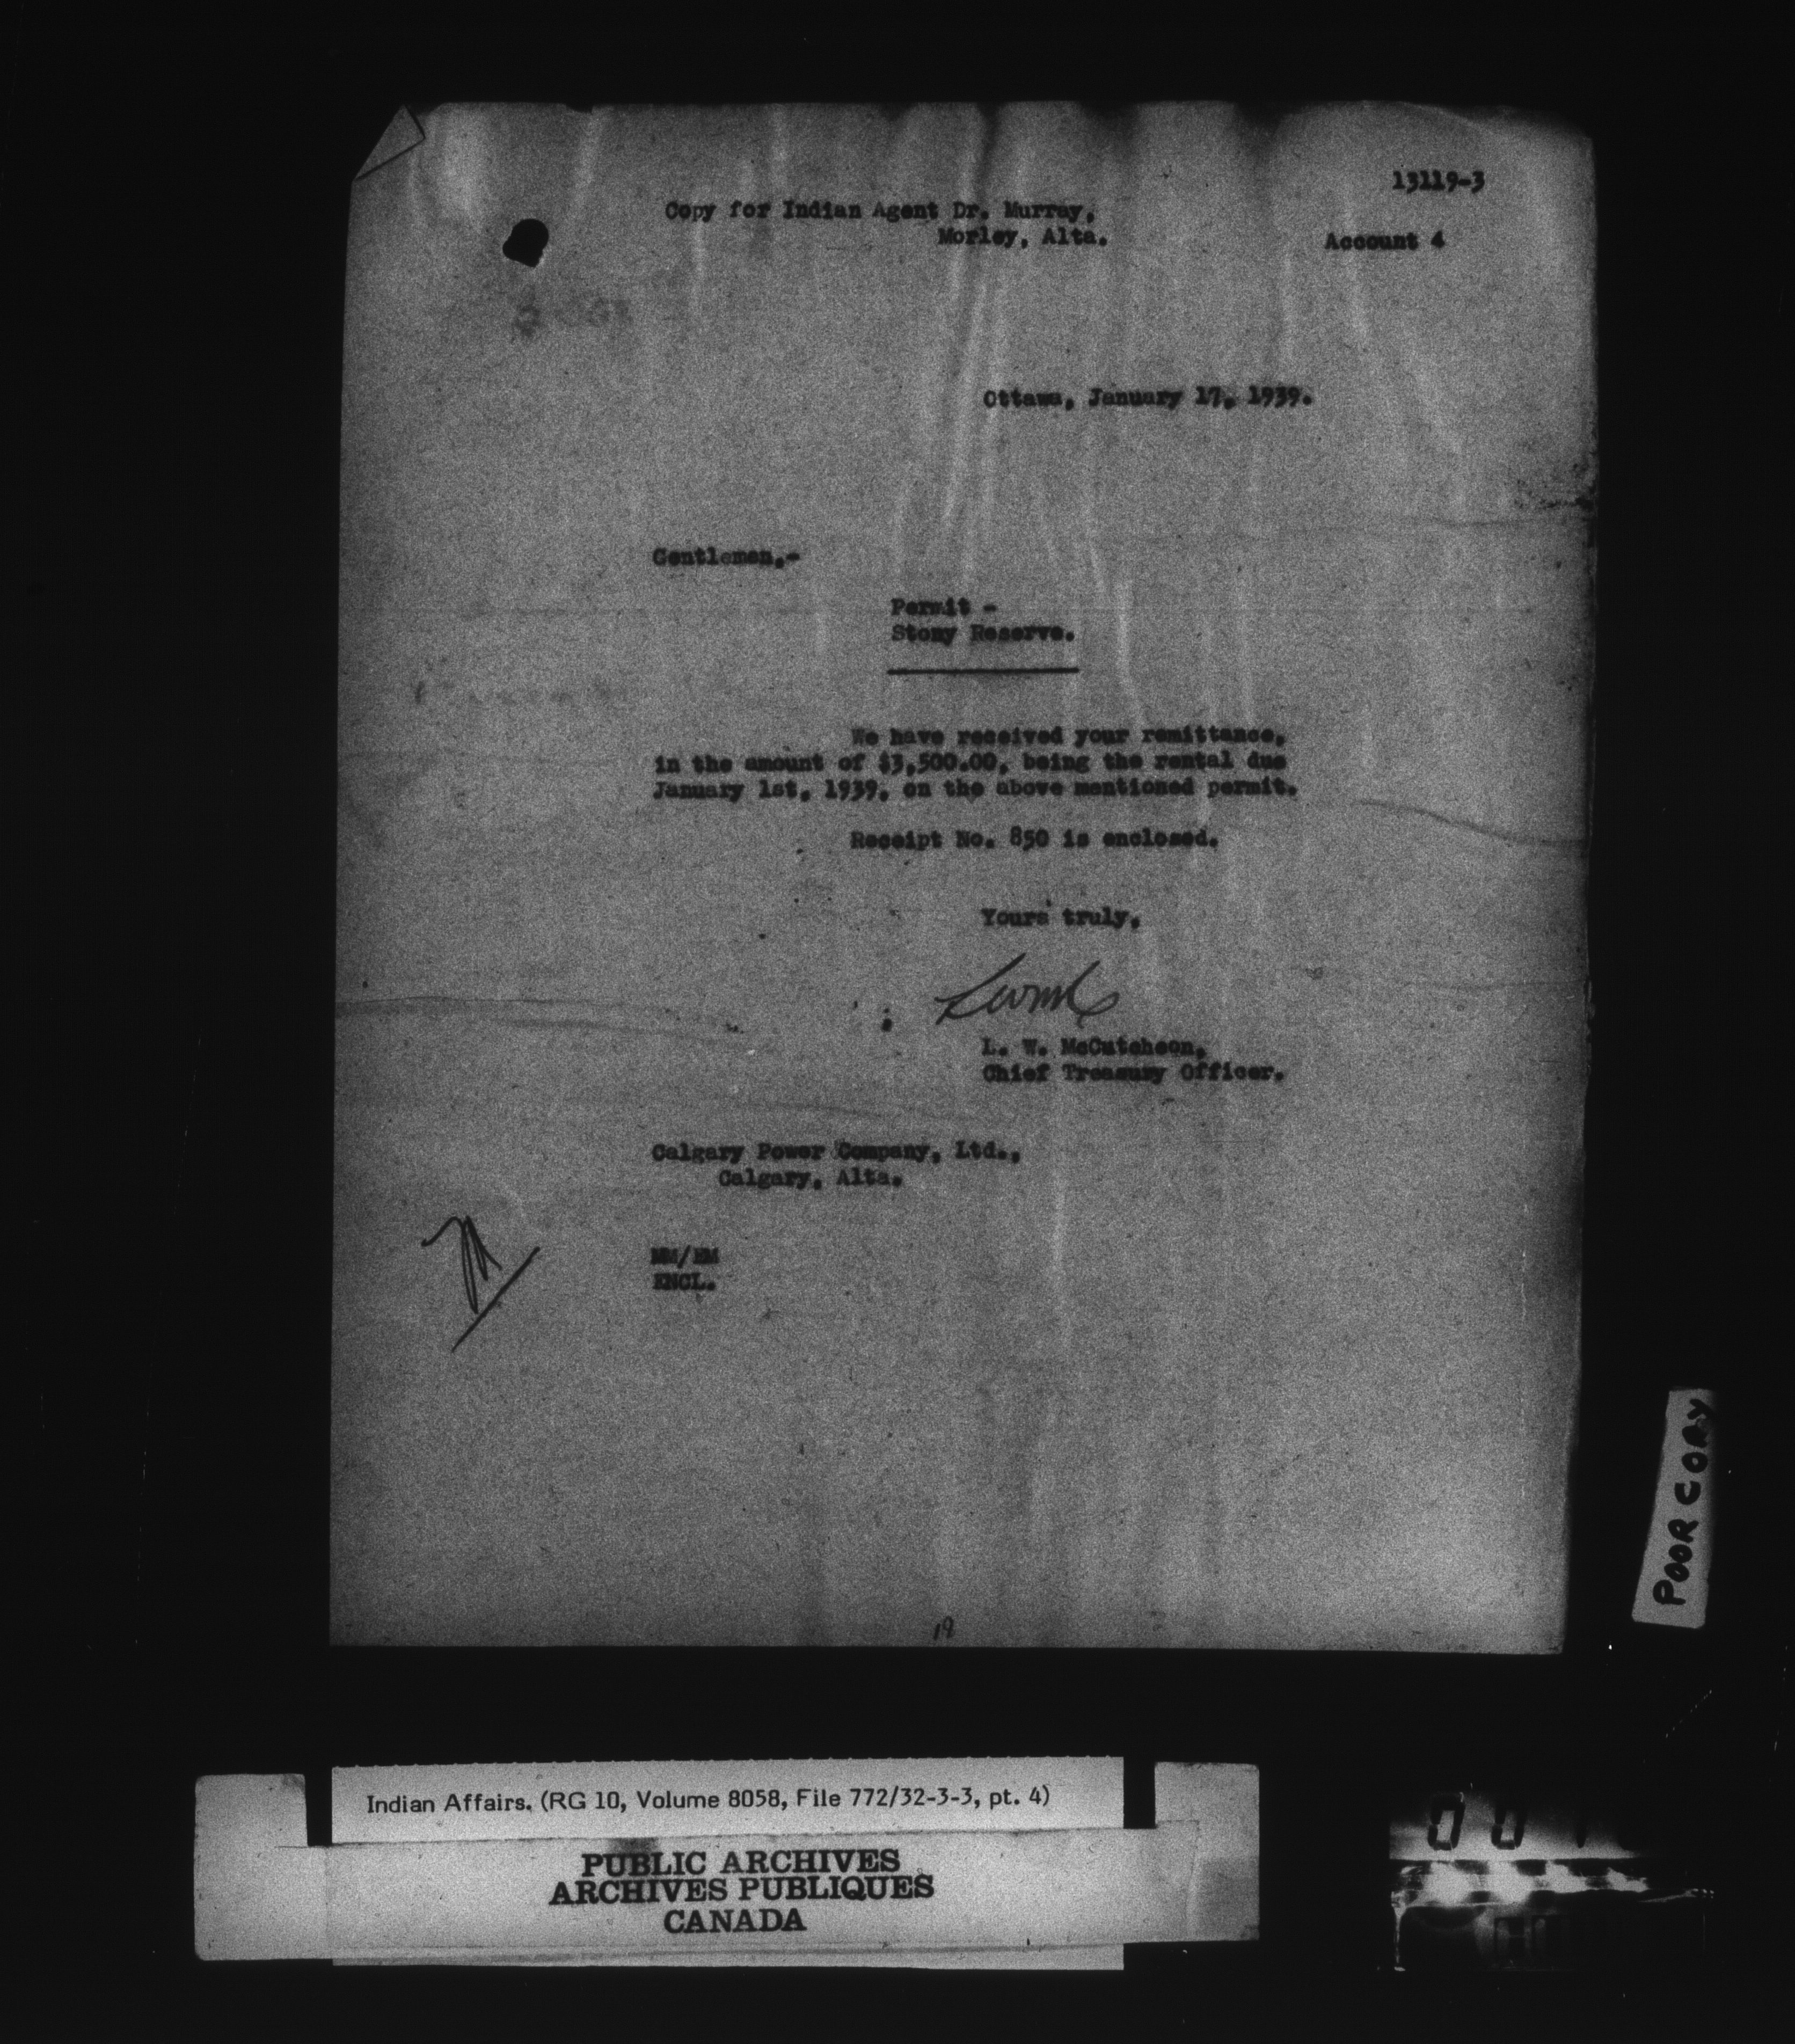 13119-3
Copy for Indian Agent Dr. Murray,
Morley, Alta.
Account 4
Ottawa, January 17, 1939.
Gentlemen,-
Permit -
Stony Reserve.
We have received your remittance,
in the amount of $3,500.00, being the rental due
January 1st, 1939, on the above mentioned permit.
Receipt No. 850 is enclosed.
Yours truly,
L. W. McCutcheon,
Chief Treasury Officer.
Calgary Power Company, Ltd.,
Calgary, Alta.
ENCL.
19
POOR COPY
Indian Affairs. (RG 10, Volume 8058, File 772/32-3-3, pt. 4)
PUBLIC ARCHIVES
ARCHIVES PUBLIQUES
CANADA